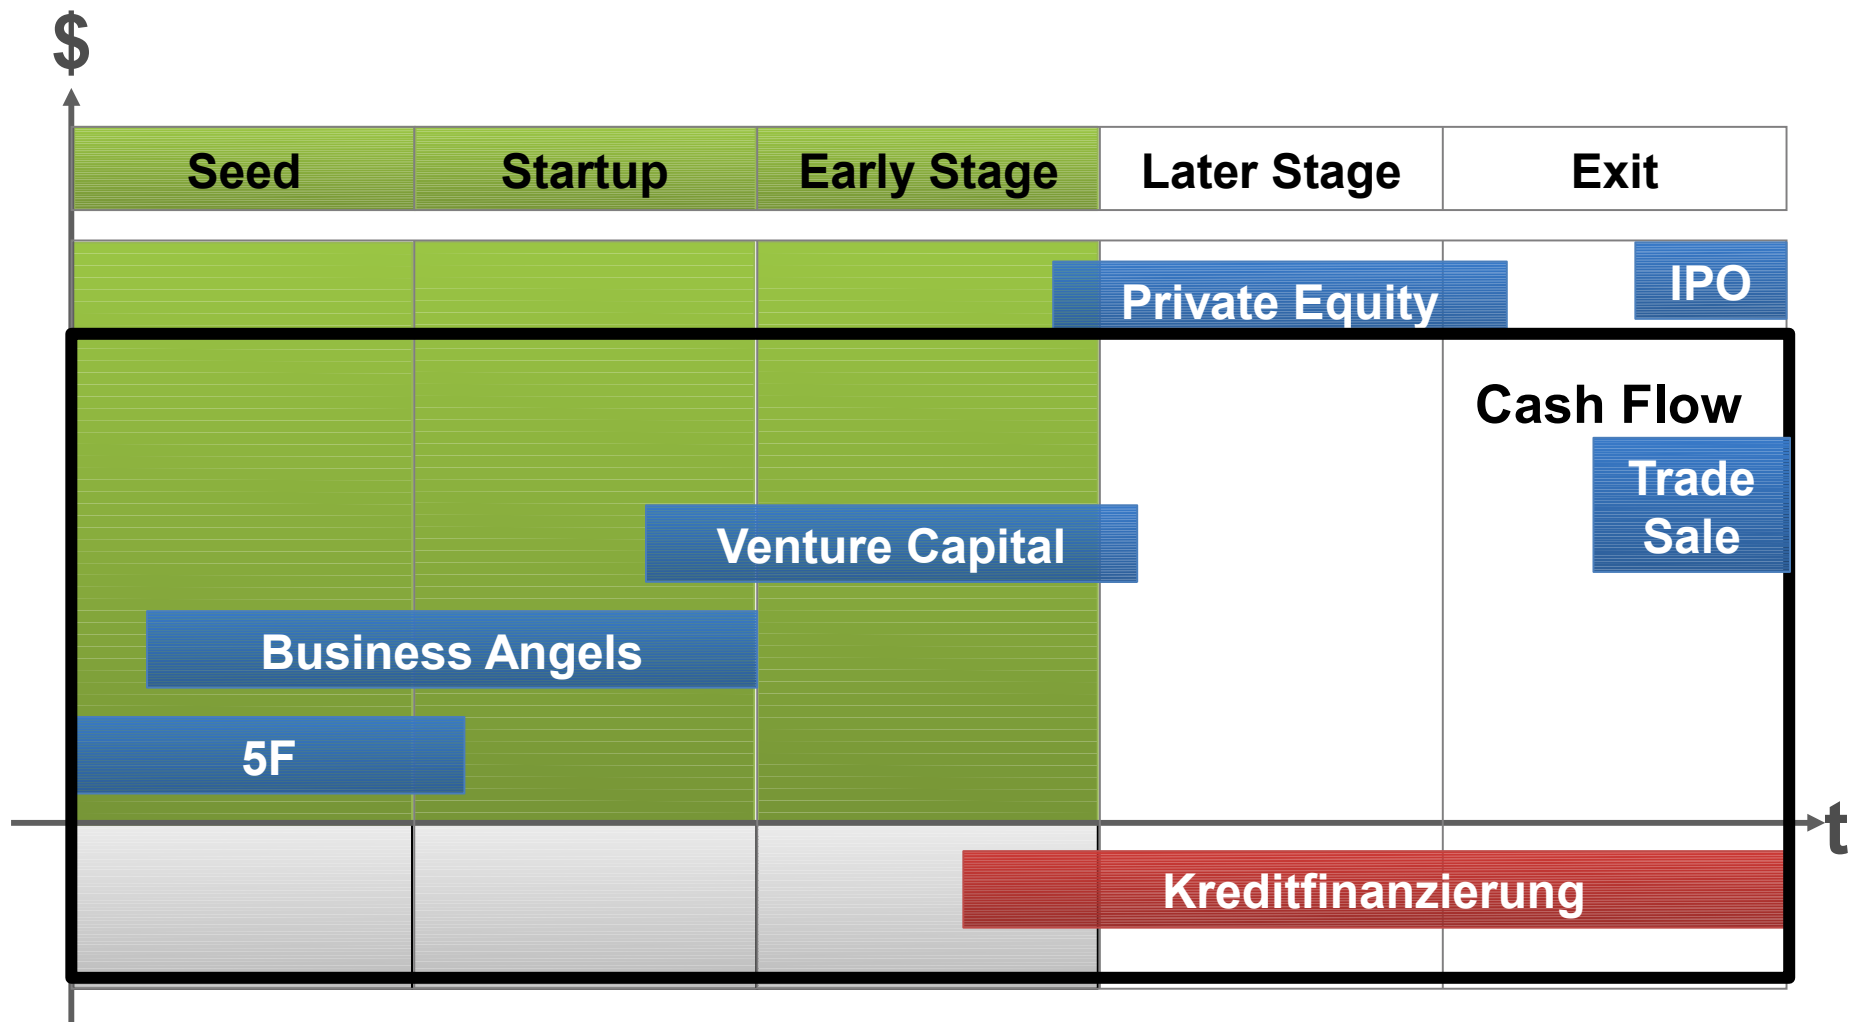 $
Seed Startup Early Stage Later Stage Exit
Private Equity IPO
Cash Flow
Trade
Sale
Venture Capital
Business Angels
5F
t
Kreditfinanzierung